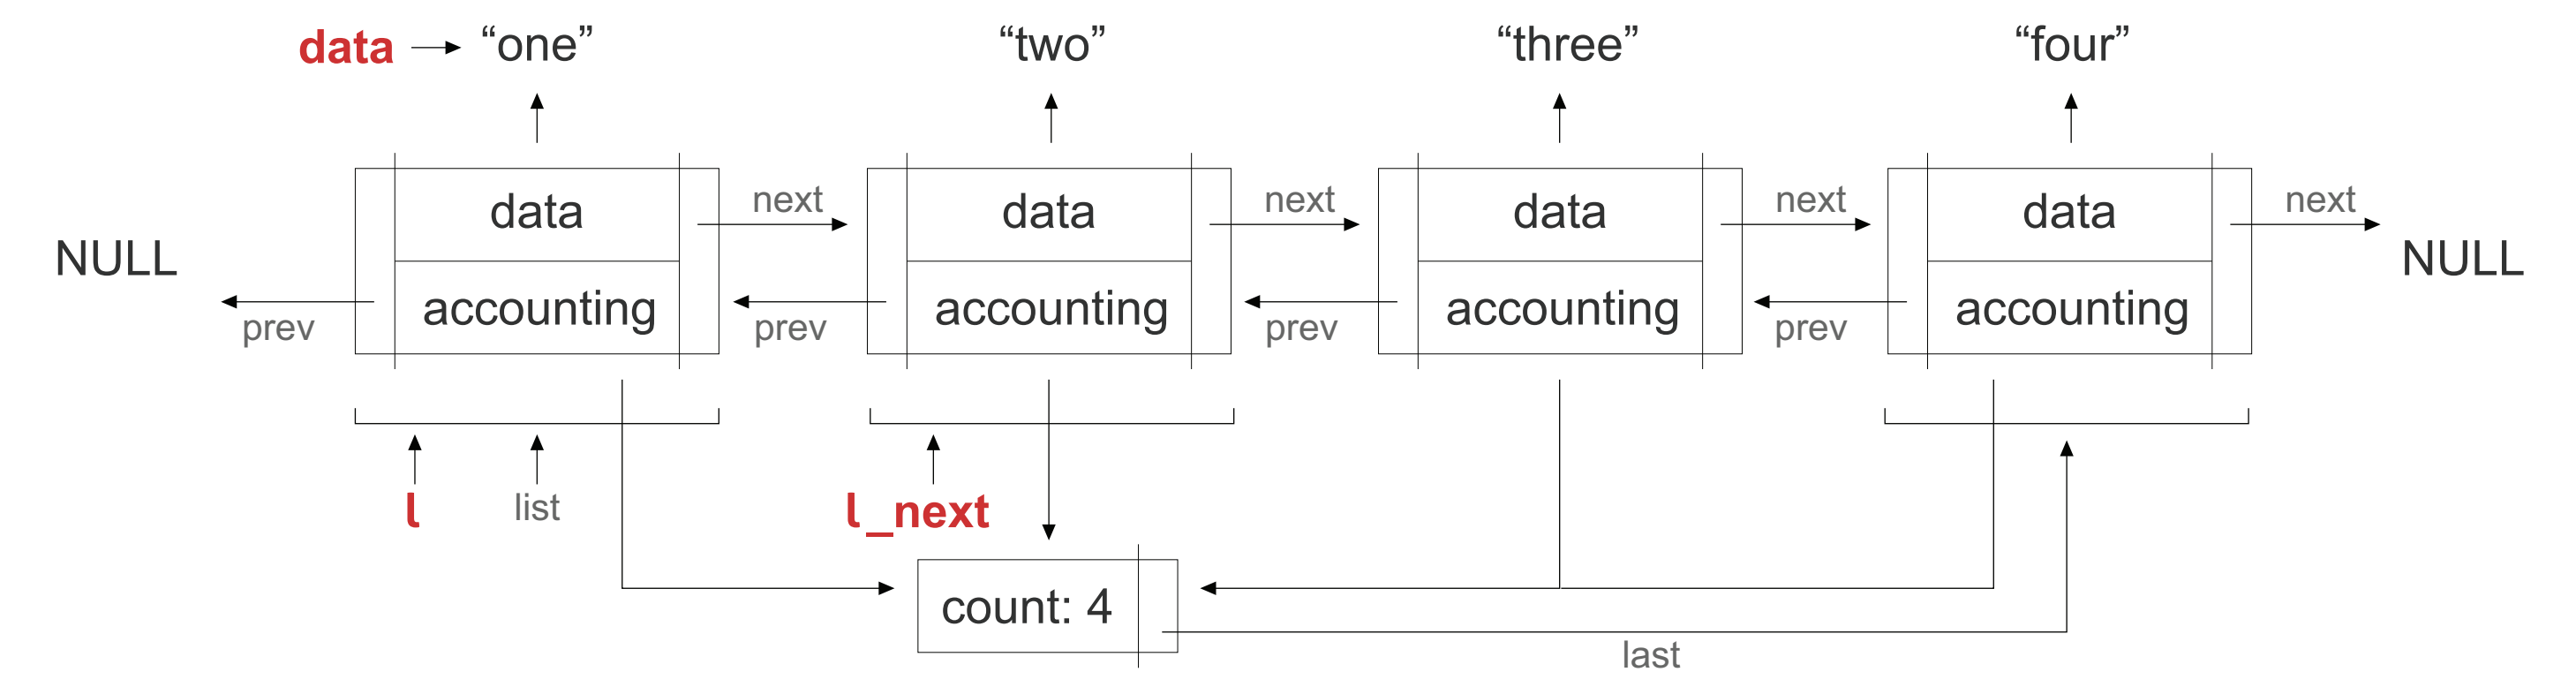 data “one” “two” “three” “four”
data next data next data next data next
NULL NULL
accounting accounting accounting accounting
prev prev prev prev
l list l_next
count: 4
last